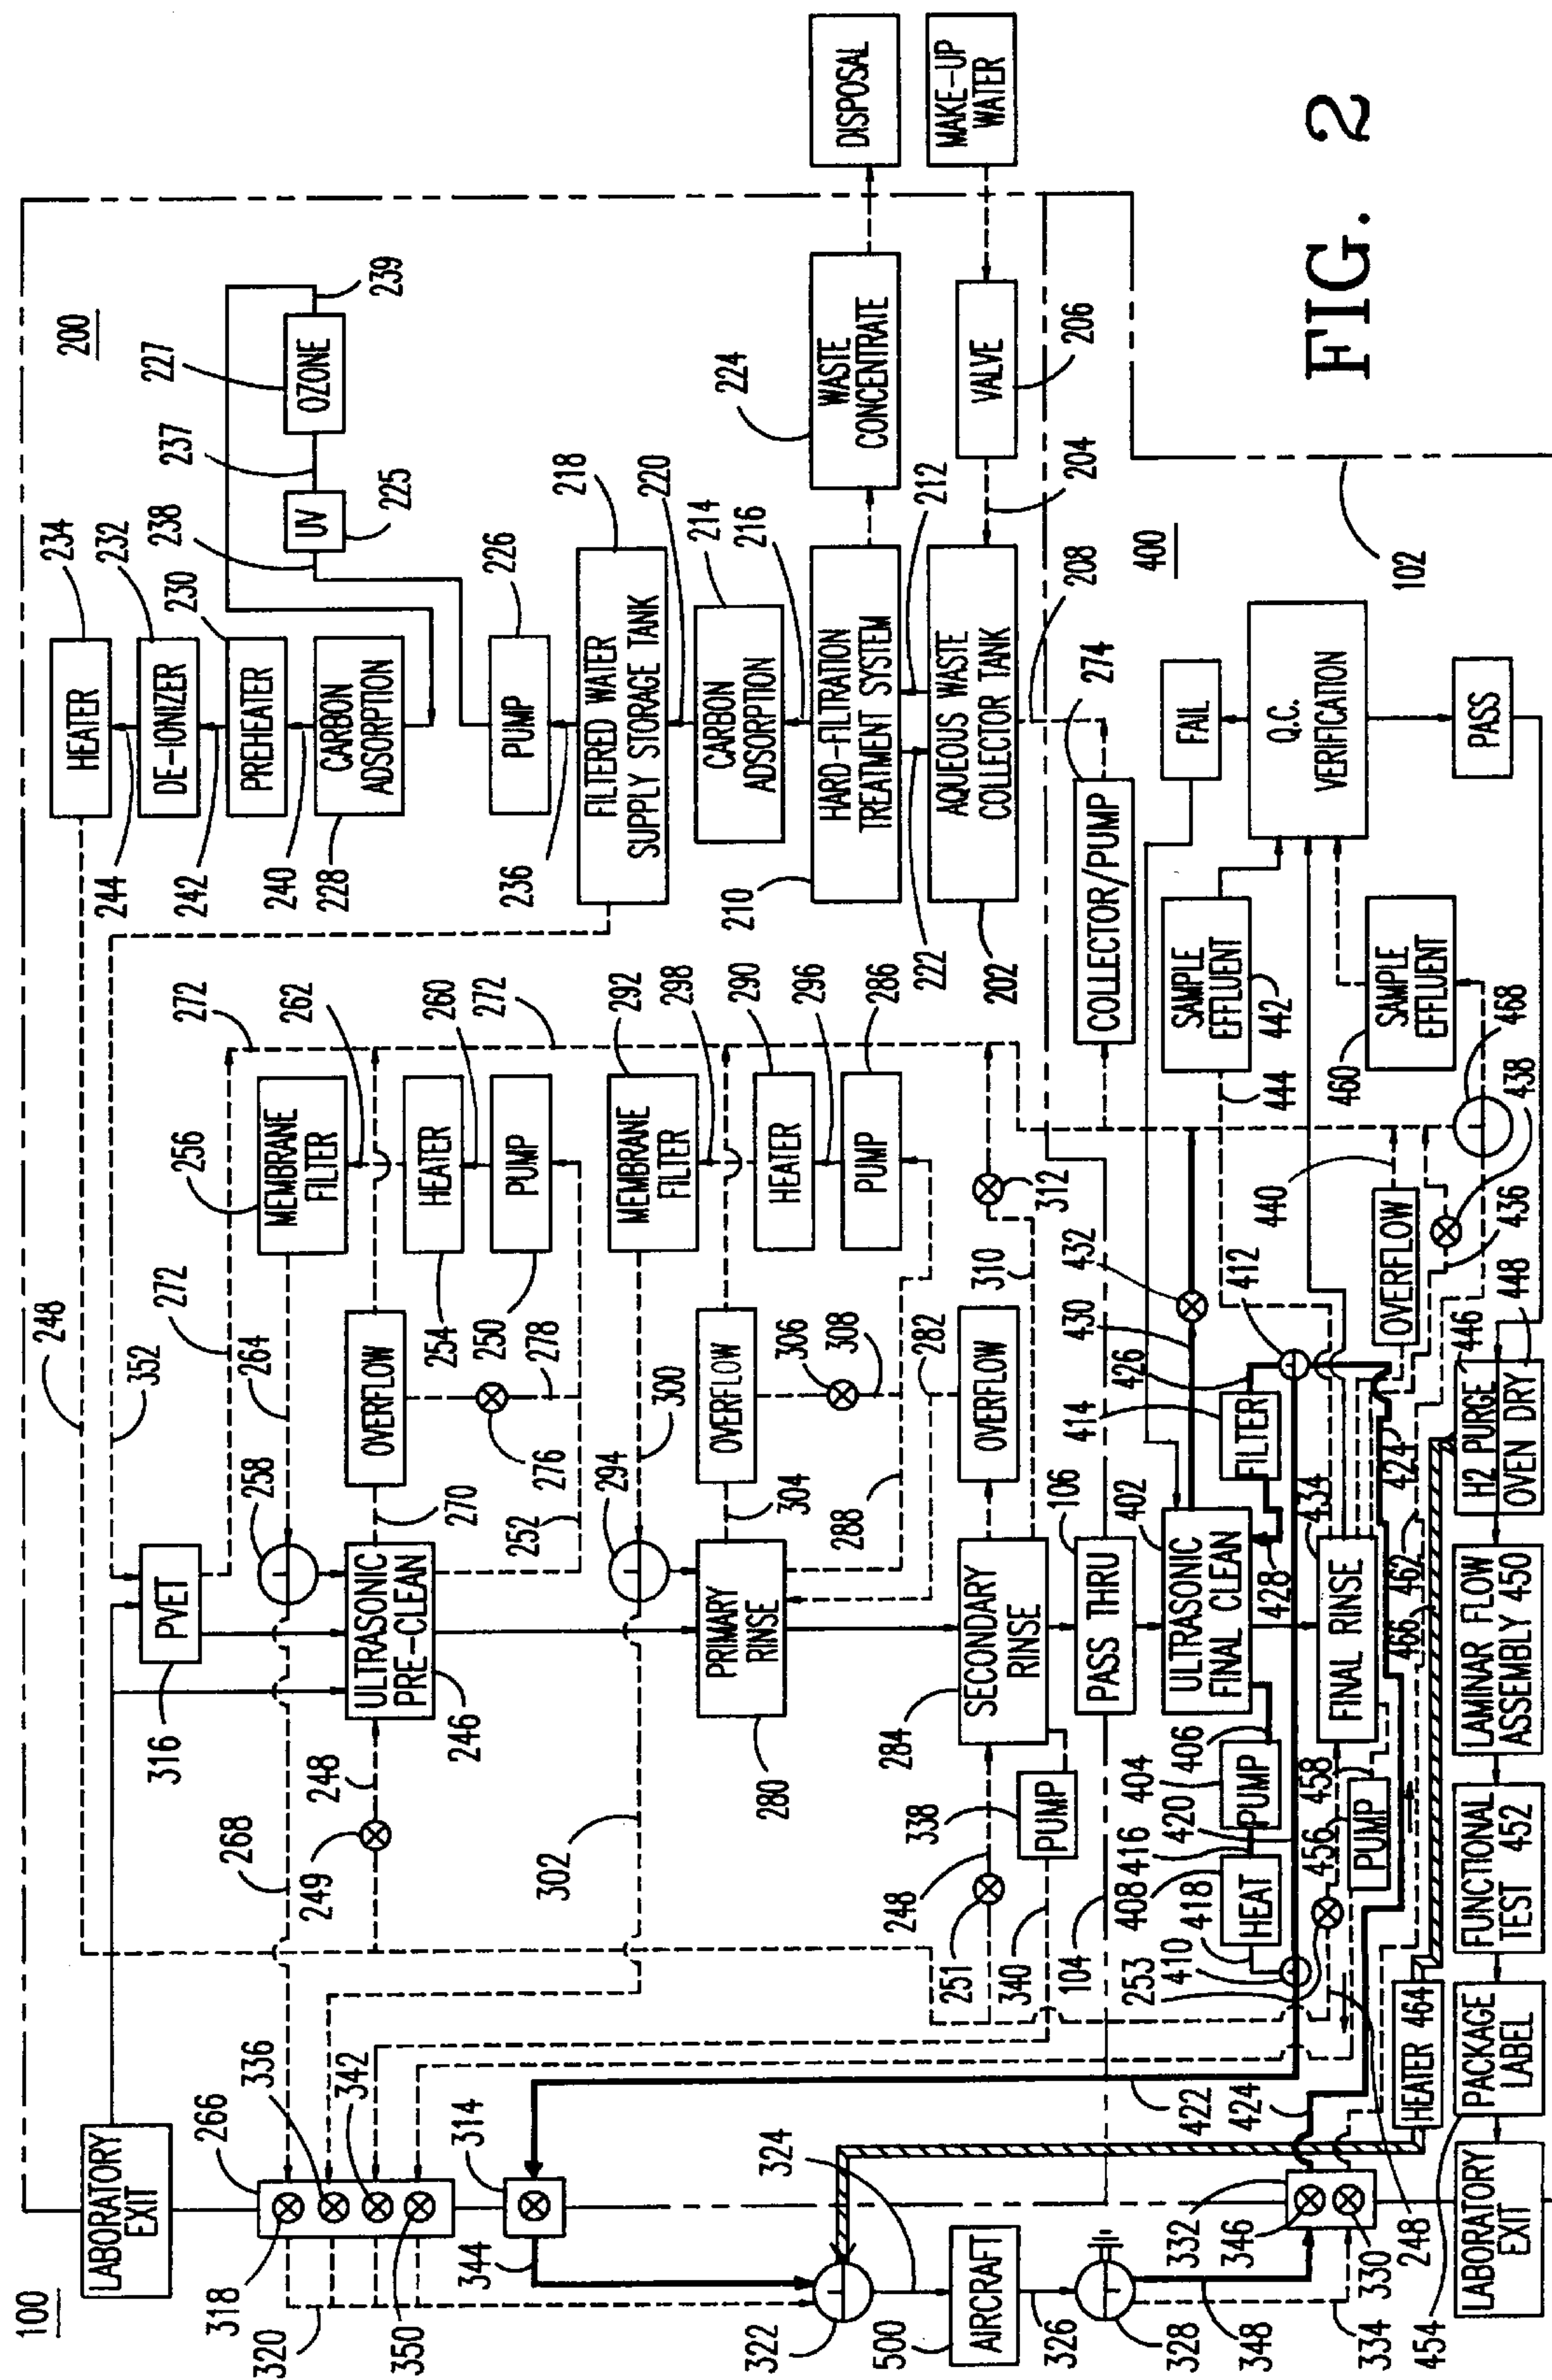 100
LABORATORY
EXIT
266
318
336
342
350
320
314
344
322
324
500
AIRCRAFT
326
328
348
334
332
346
330
248
454
LABORATORY
EXIT
248
352
272
316
PVET
268
264
258
249
248
246
ULTRASONIC
PRE-CLEAN
270
252
OVERFLOW
276
278
250
254
256
MEMBRANE
FILTER
262
HEATER
260
PUMP
272
272
302
300
294
280
PRIMARY
RINSE
304
288
OVERFLOW
306
308
282
292
MEMBRANE
FILTER
298
290
HEATER
296
PUMP
286
251
248
340
338
PUMP
284
SECONDARY
RINSE
OVERFLOW
310
312
104
PASS THRU
106
422
424
253
410
418
HEAT
408
416
420
404
PUMP
406
ULTRASONIC
FINAL CLEAN
402
428
FILTER
414
426
430
432
412
456
PUMP
458
FINAL RINSE
434
424
466
462
OVERFLOW
440
436
438
468
444
SAMPLE
EFFLUENT
442
460
SAMPLE
EFFLUENT
FAIL
Q.C.
VERIFICATION
PASS
HEATER 464
PACKAGE
LABEL
FUNCTIONAL
TEST 452
LAMINAR FLOW
ASSEMBLY 450
H2 PURGE
OVEN DRY
446
448
200
234
HEATER
244
232
DE-IONIZER
242
230
PREHEATER
240
228
CARBON
ADSORPTION
238
UV
225
237
OZONE
227
239
226
PUMP
236
218
FILTERED WATER
SUPPLY STORAGE TANK
220
214
CARBON
ADSORPTION
216
210
HARD-FILTRATION
TREATMENT SYSTEM
222
212
202
AQUEOUS WASTE
COLLECTOR TANK
208
274
COLLECTOR/PUMP
224
WASTE
CONCENTRATE
VALVE
206
204
DISPOSAL
MAKE-UP
WATER
400
102
FIG. 2